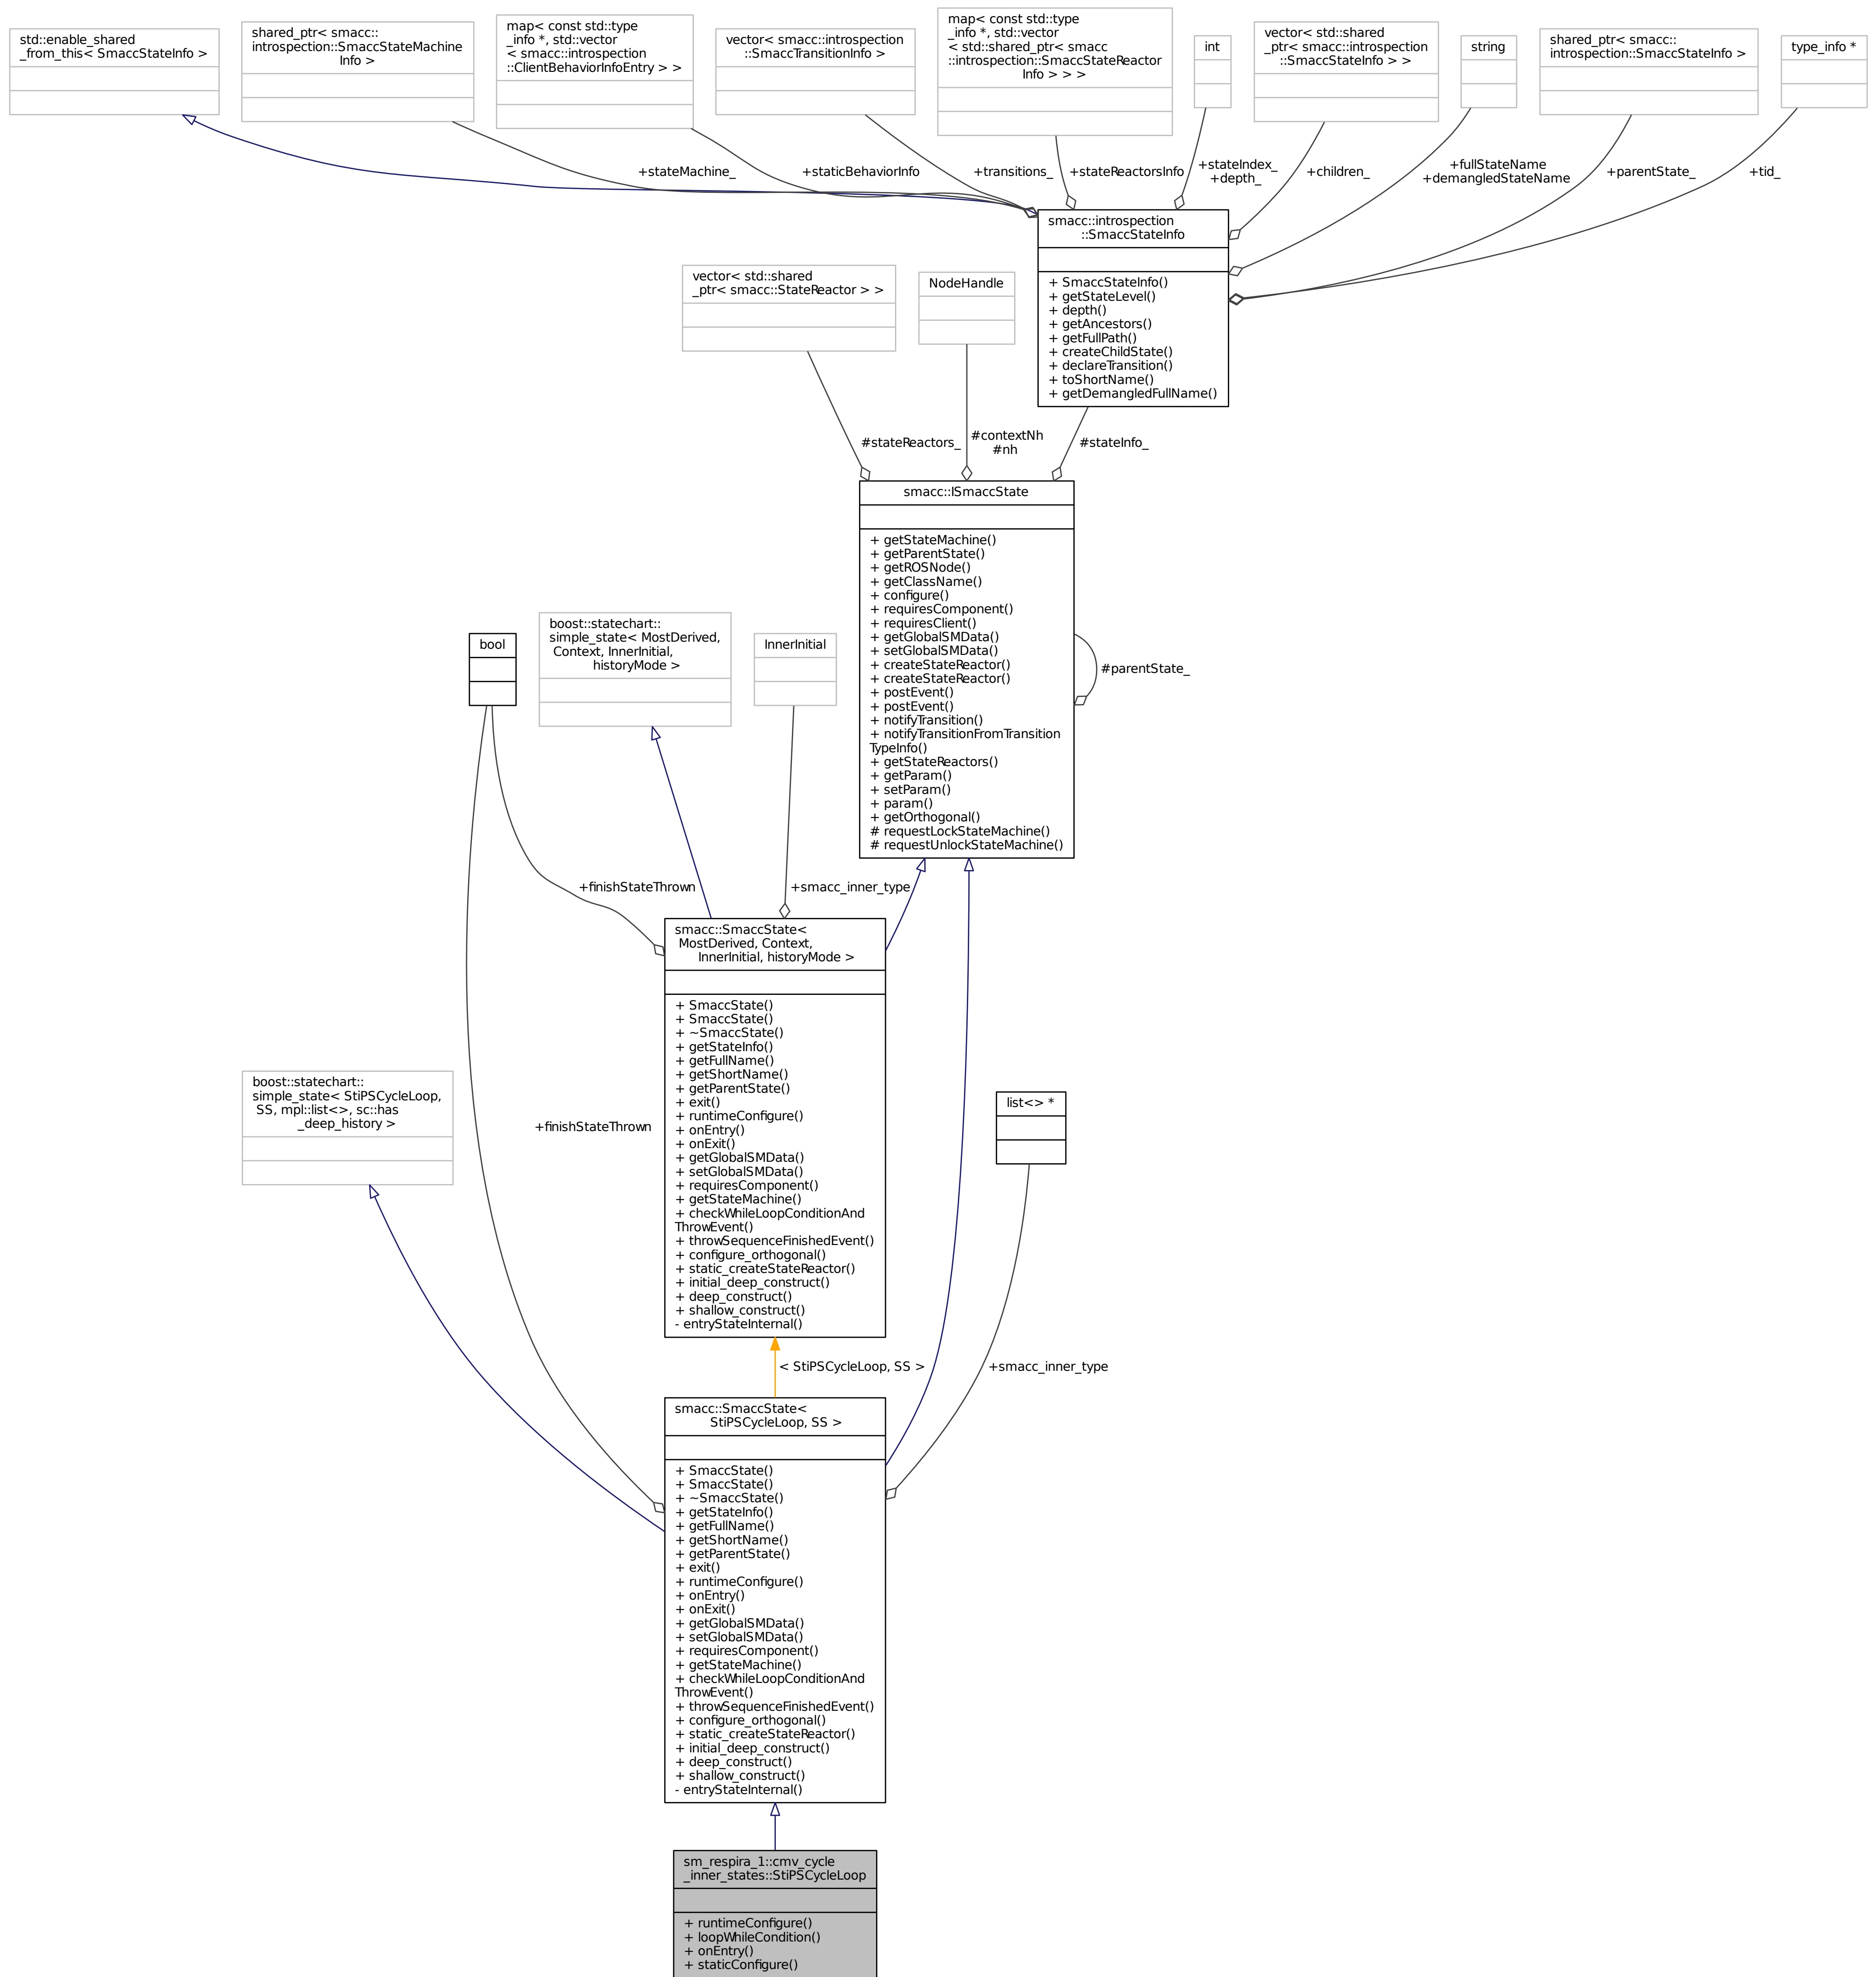 std::enable_shared
_from_this< SmaccStateInfo >
shared_ptr< smacc::
introspection::SmaccStateMachine
Info >
map< const std::type
_info *, std::vector
< smacc::introspection
::ClientBehaviorInfoEntry > >
vector< smacc::introspection
::SmaccTransitionInfo >
map< const std::type
_info *, std::vector
< std::shared_ptr< smacc
::introspection::SmaccStateReactor
Info > > >
int
vector< std::shared
_ptr< smacc::introspection
::SmaccStateInfo > >
string
shared_ptr< smacc::
introspection::SmaccStateInfo >
type_info *
+stateMachine_
+staticBehaviorInfo
+transitions_
+stateReactorsInfo
+stateIndex_
+depth_
+children_
+fullStateName
+demangledStateName
+parentState_
+tid_
smacc::introspection
::SmaccStateInfo
+ SmaccStateInfo()
+ getStateLevel()
+ depth()
+ getAncestors()
+ getFullPath()
+ createChildState()
+ declareTransition()
+ toShortName()
+ getDemangledFullName()
vector< std::shared
_ptr< smacc::StateReactor > >
NodeHandle
#stateReactors_
#contextNh
#nh
#stateInfo_
smacc::ISmaccState
+ getStateMachine()
+ getParentState()
+ getROSNode()
+ getClassName()
+ configure()
+ requiresComponent()
+ requiresClient()
+ getGlobalSMData()
+ setGlobalSMData()
+ createStateReactor()
+ createStateReactor()
+ postEvent()
+ postEvent()
+ notifyTransition()
+ notifyTransitionFromTransition
TypeInfo()
+ getStateReactors()
+ getParam()
+ setParam()
+ param()
+ getOrthogonal()
# requestLockStateMachine()
# requestUnlockStateMachine()
#parentState_
bool
boost::statechart::
simple_state< MostDerived,
Context, InnerInitial,
historyMode >
InnerInitial
+finishStateThrown
+smacc_inner_type
smacc::SmaccState<
MostDerived, Context,
InnerInitial, historyMode >
+ SmaccState()
+ SmaccState()
+ ~SmaccState()
+ getStateInfo()
+ getFullName()
+ getShortName()
+ getParentState()
+ exit()
+ runtimeConfigure()
+ onEntry()
+ onExit()
+ getGlobalSMData()
+ setGlobalSMData()
+ requiresComponent()
+ getStateMachine()
+ checkWhileLoopConditionAnd
ThrowEvent()
+ throwSequenceFinishedEvent()
+ configure_orthogonal()
+ static_createStateReactor()
+ initial_deep_construct()
+ deep_construct()
+ shallow_construct()
- entryStateInternal()
boost::statechart::
simple_state< StiPSCycleLoop,
SS, mpl::list<>, sc::has
_deep_history >
+finishStateThrown
list<> *
< StiPSCycleLoop, SS >
+smacc_inner_type
smacc::SmaccState<
StiPSCycleLoop, SS >
+ SmaccState()
+ SmaccState()
+ ~SmaccState()
+ getStateInfo()
+ getFullName()
+ getShortName()
+ getParentState()
+ exit()
+ runtimeConfigure()
+ onEntry()
+ onExit()
+ getGlobalSMData()
+ setGlobalSMData()
+ requiresComponent()
+ getStateMachine()
+ checkWhileLoopConditionAnd
ThrowEvent()
+ throwSequenceFinishedEvent()
+ configure_orthogonal()
+ static_createStateReactor()
+ initial_deep_construct()
+ deep_construct()
+ shallow_construct()
- entryStateInternal()
sm_respira_1::cmv_cycle
_inner_states::StiPSCycleLoop
+ runtimeConfigure()
+ loopWhileCondition()
+ onEntry()
+ staticConfigure()